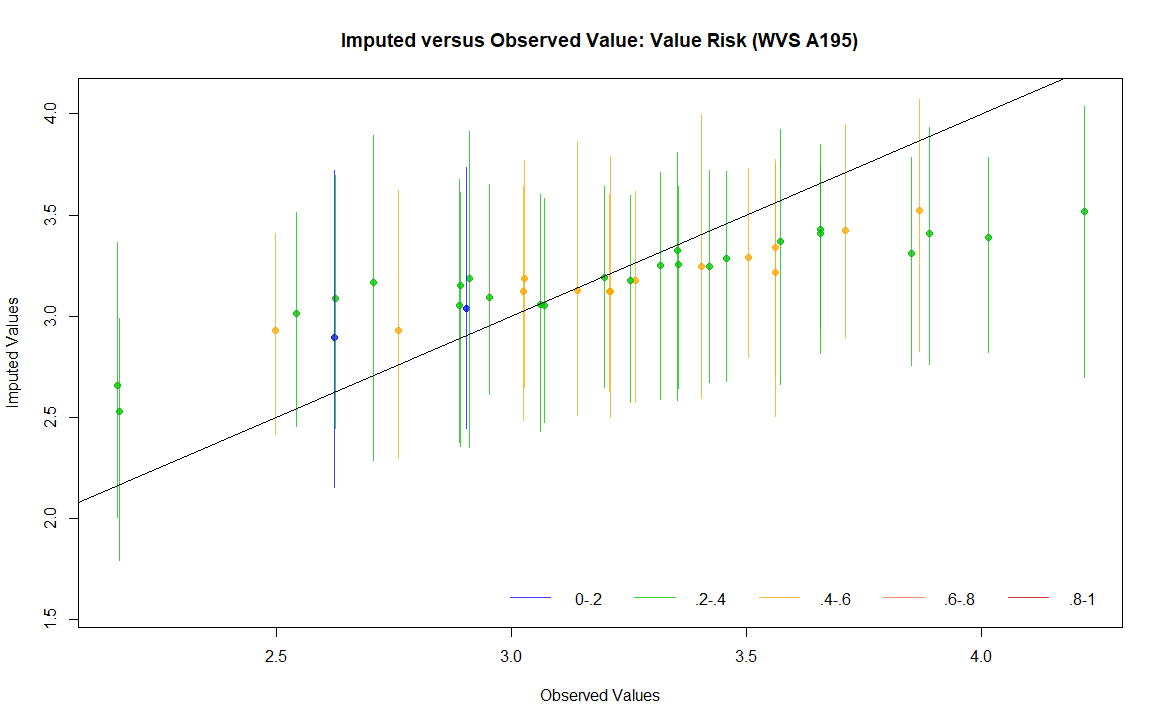 Imputed versus Observed Value: Value Risk (WVS A195)
Imputed Values
4.0
3.5
3.0
2.5
2.0
1.5
0-.2 .2-.4 .4-.6 .6-.8 .8-1
2.5 3.0 3.5 4.0
Observed Values